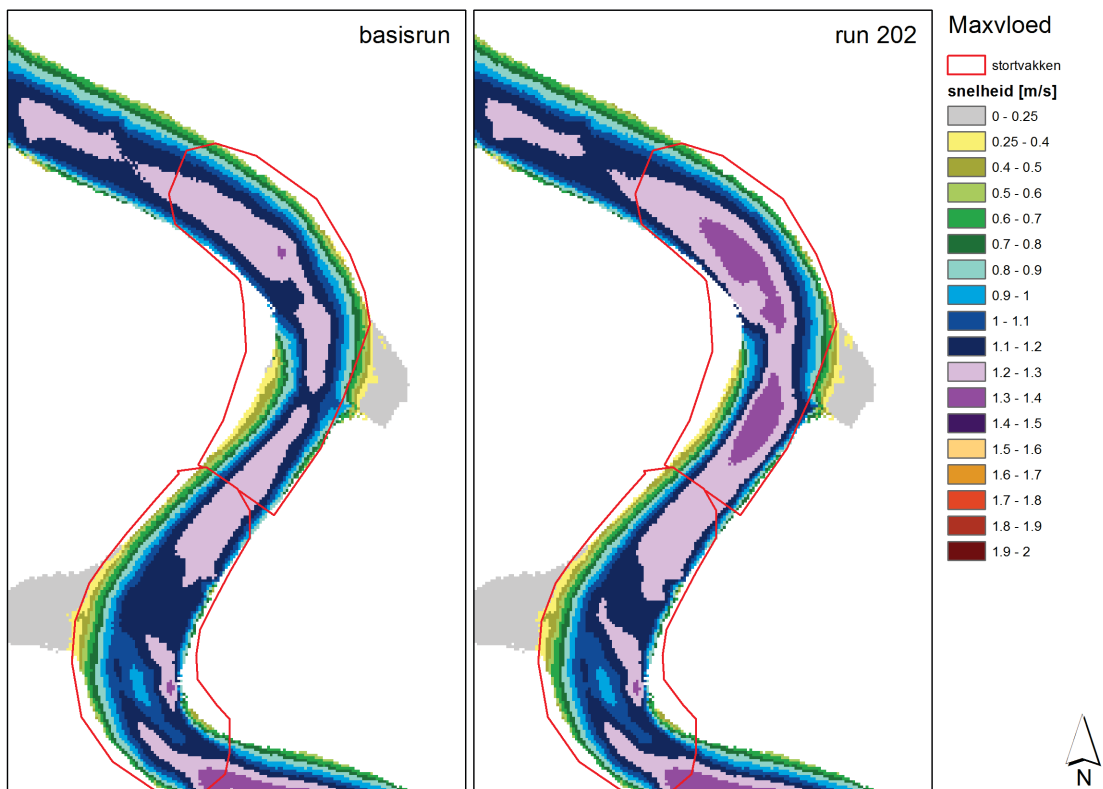 basisrun
run 202
Maxvloed
stortvakken
snelheid [m/s]
0 - 0.25
0.25 - 0.4
0.4 - 0.5
0.5 - 0.6
0.6 - 0.7
0.7 - 0.8
0.8 - 0.9
0.9 - 1
1 - 1.1
1.1 - 1.2
1.2 - 1.3
1.3 - 1.4
1.4 - 1.5
1.5 - 1.6
1.6 - 1.7
1.7 - 1.8
1.8 - 1.9
1.9 - 2
N